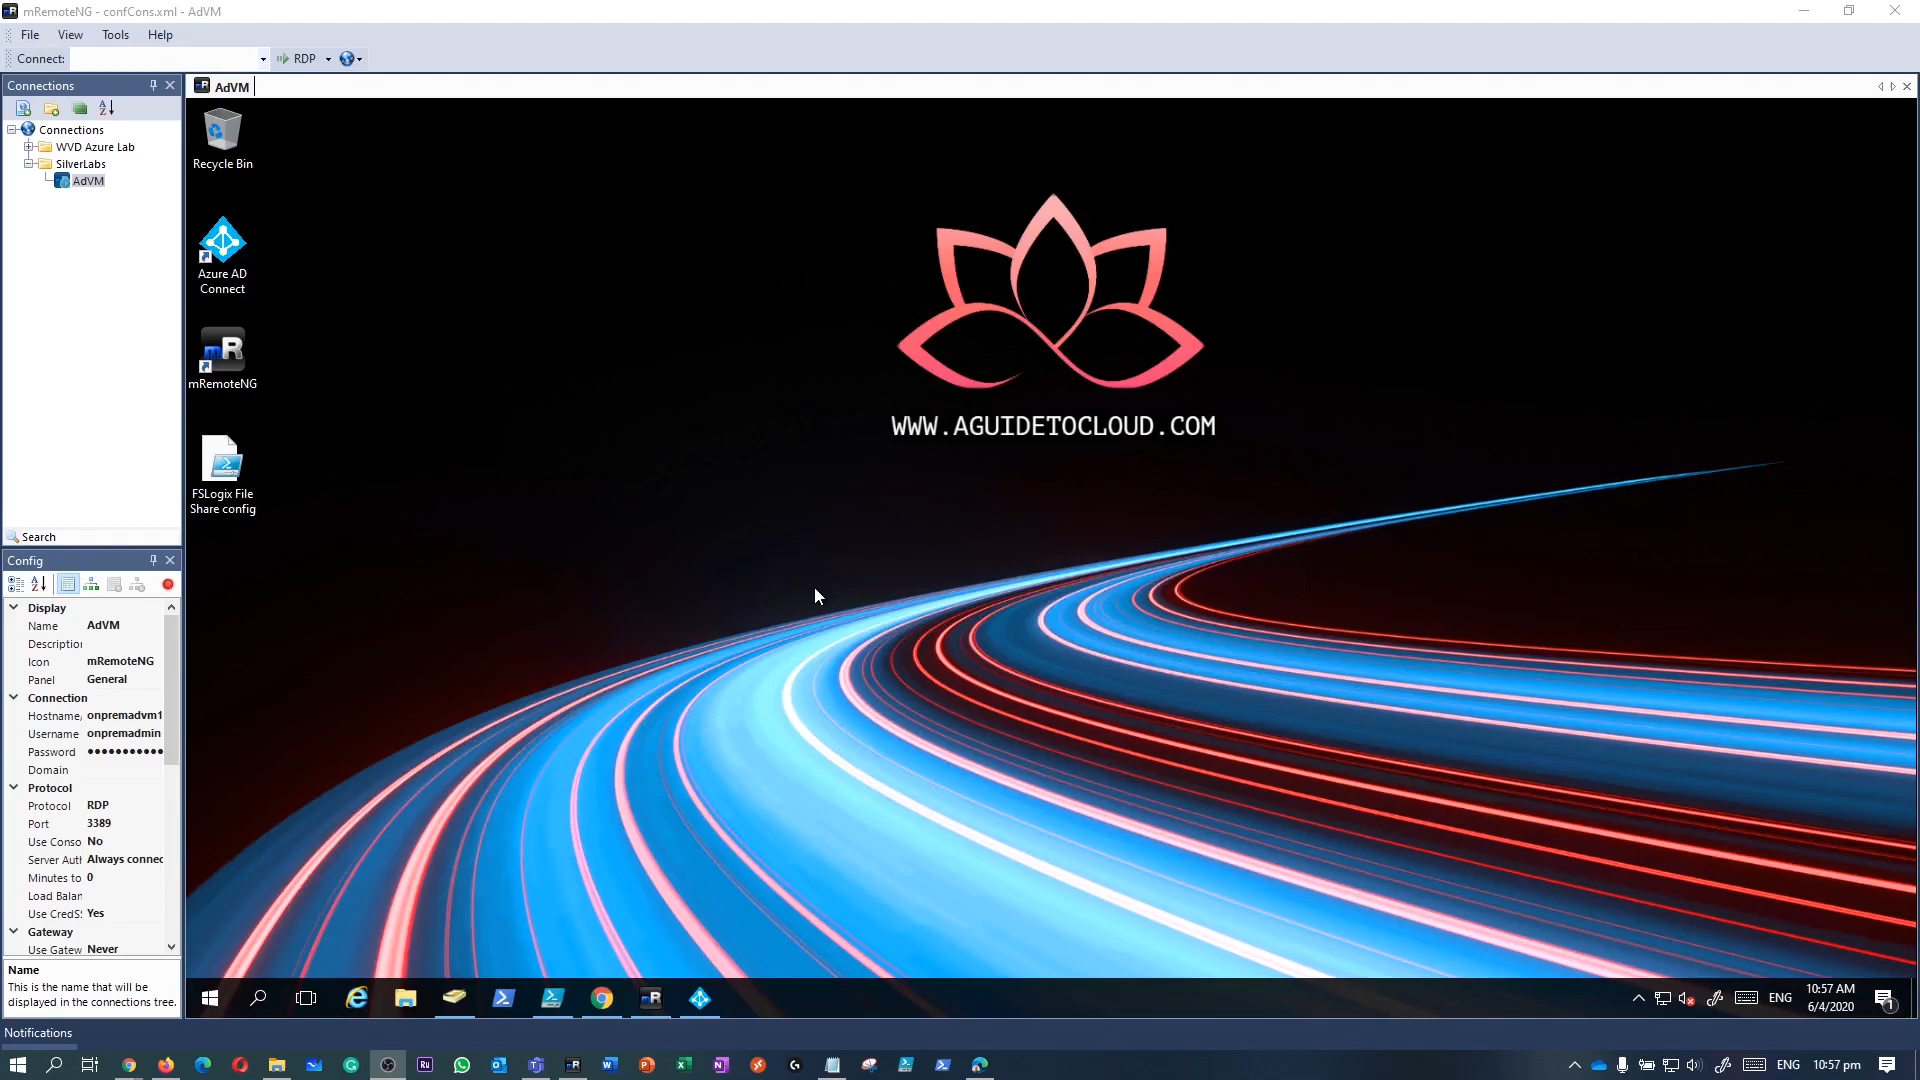 mRemoteNG - confCons.xml - AdVM
File View Tools Help
Connect: RDP
Connections
AdVM
Connections
WVD Azure Lab
SilverLabs
AdVM
Recycle Bin
Azure AD
Connect
mRemoteNG
FSLogix File
Share config
WWW.AGUIDETOCLOUD.COM
Search
Config
Display
Name AdVM
Description
Icon mRemoteNG
Panel General
Connection
Hostname/ onpremadvm1
Username onpremadmin
Password ●●●●●●●●●●●
Domain
Protocol
Protocol RDP
Port 3389
Use Conso No
Server Auth Always connec
Minutes to 0
Load Balan
Use CredS Yes
Gateway
Use Gatew Never
Name
This is the name that will be
displayed in the connections tree.
ENG
10:57 AM
6/4/2020
1
Notifications
ENG 10:57 pm